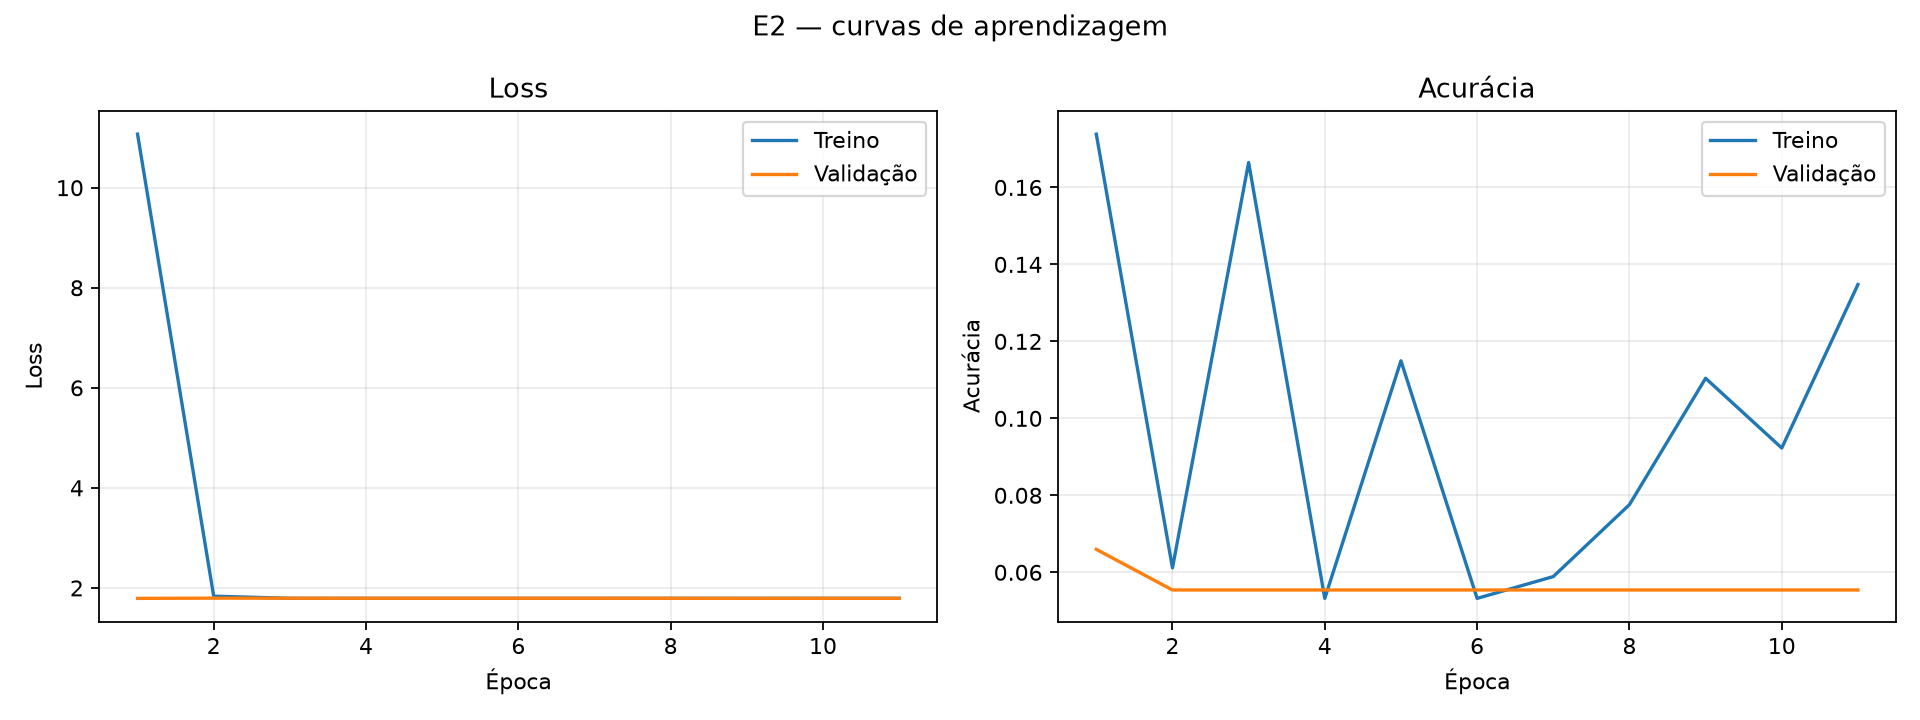 E2 — curvas de aprendizagem
Loss
Treino
Validação
10
8
6
4
2
Loss
2
4
6
8
10
Época
Acurácia
Treino
Validação
0.16
0.14
0.12
0.10
0.08
0.06
Acurácia
2
4
6
8
10
Época